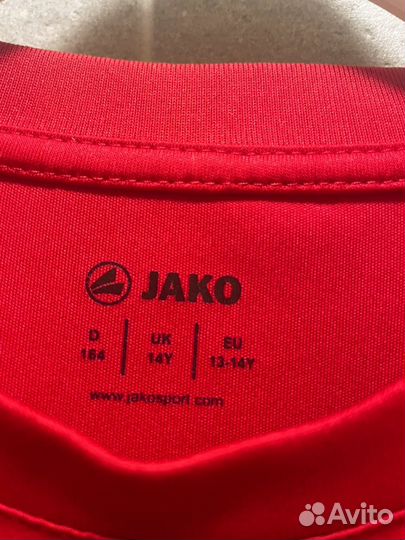 JAKO
D UK EU
164 14Y 13-14Y
www.jakosport.com
Avito